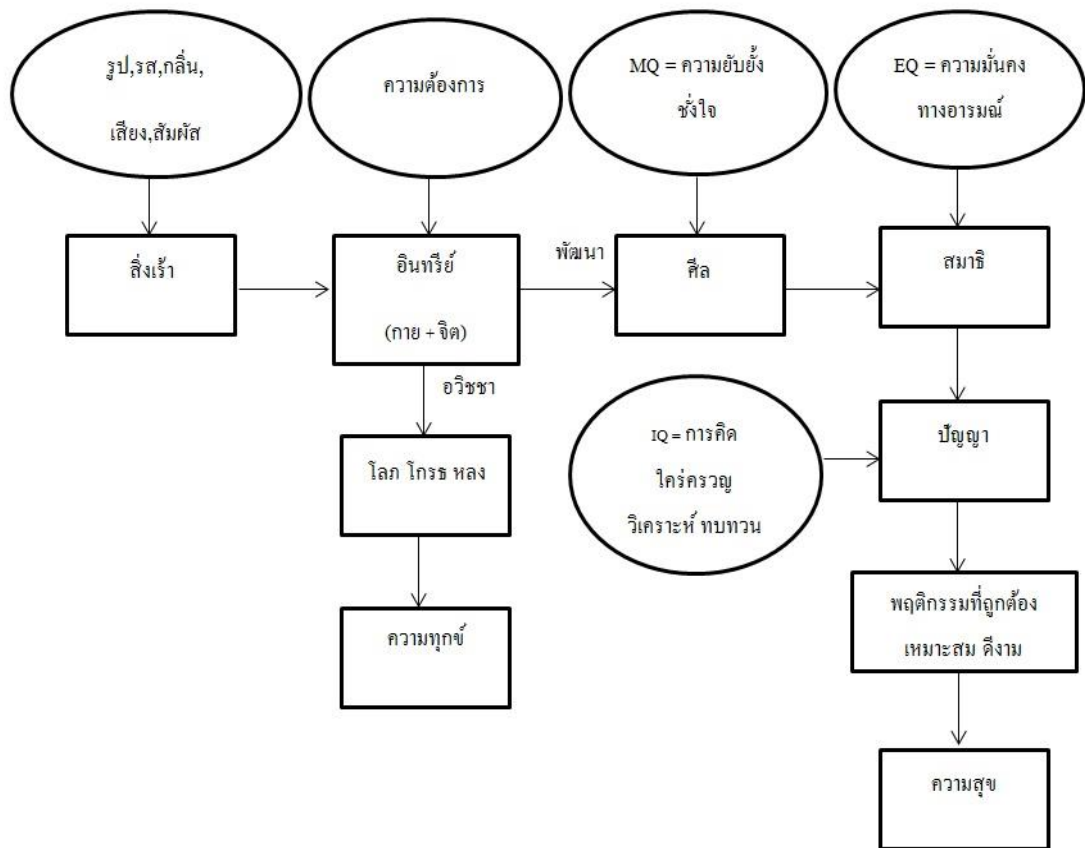 รูป,รส,กลิ่น,
เสียง,สัมผัส
ความต้องการ
MQ = ความยับยั้ง
ชั่งใจ
EQ = ความมั่นคง
ทางอารมณ์
สิ่งเร้า
อินทรีย์
(กาย + จิต)
พัฒนา
ศีล
สมาธิ
อวิชชา
โลภ โกรธ หลง
ความทุกข์
IQ = การคิด
ใคร่ครวญ
วิเคราะห์ ทบทวน
ปัญญา
พฤติกรรมที่ถูกต้อง
เหมาะสม ดีงาม
ความสุข